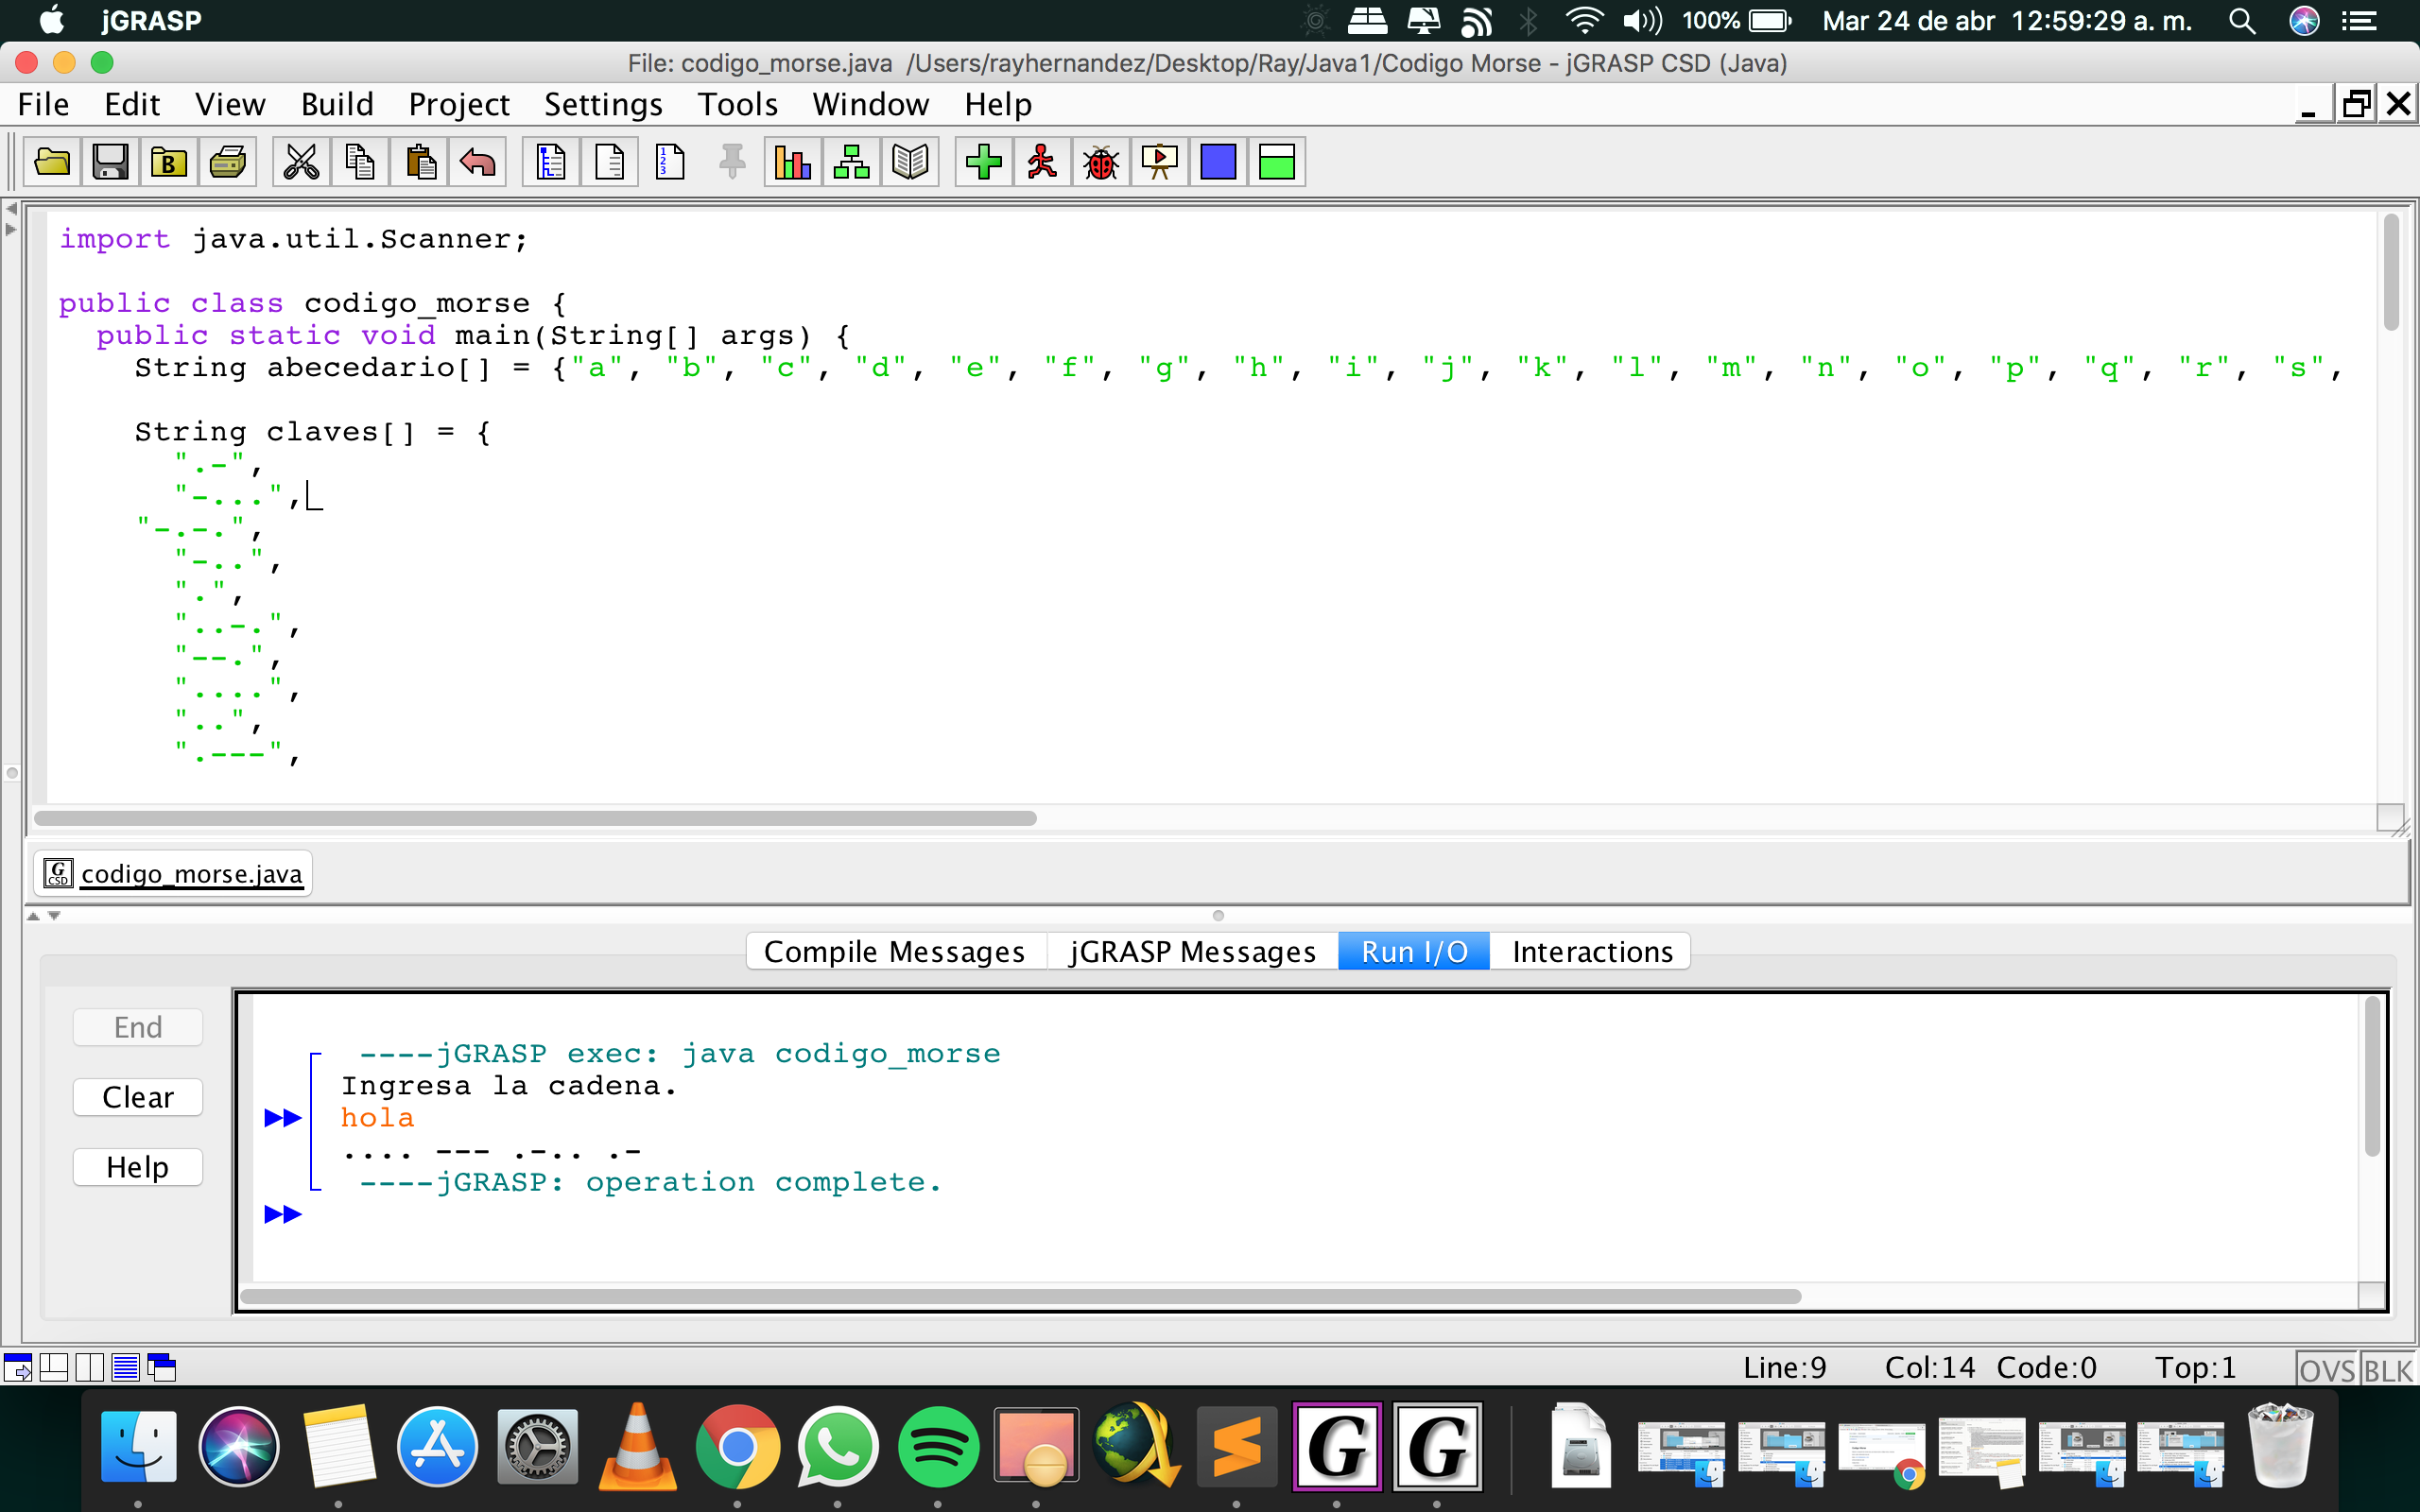 jGRASP
100%
Mar 24 de abr 12:59:29 a. m.
File: codigo_morse.java /Users/rayhernandez/Desktop/Ray/Java1/Codigo Morse - jGRASP CSD (Java)
File Edit View Build Project Settings Tools Window Help
import java.util.Scanner;
public class codigo_morse {
public static void main(String[] args) {
String abecedario[] = {"a", "b", "c", "d", "e", "f", "g", "h", "i", "j", "k", "l", "m", "n", "o", "p", "q", "r", "s",
String claves[] = {
".-",
"-...",
"-.-.",
"-..",
".",
"..-.",
"--.",
"....",
"..",
".---",
codigo_morse.java
Compile Messages jGRASP Messages Run I/O Interactions
End
Clear
Help
----jGRASP exec: java codigo_morse
Ingresa la cadena.
hola
.... --- .-.. .-
----jGRASP: operation complete.
Line:9 Col:14 Code:0 Top:1 OVS BLK